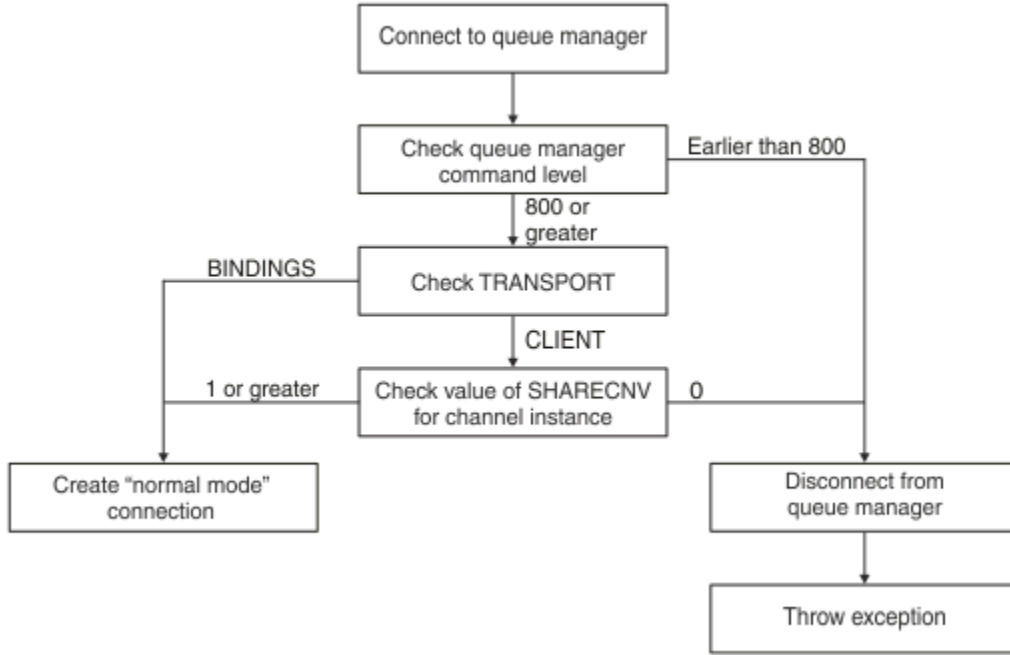 Connect to queue manager
Check queue manager
command level
Earlier than 800
800 or
greater
BINDINGS
Check TRANSPORT
CLIENT
1 or greater
Check value of SHARECNV
for channel instance
0
Create “normal mode”
connection
Disconnect from
queue manager
Throw exception